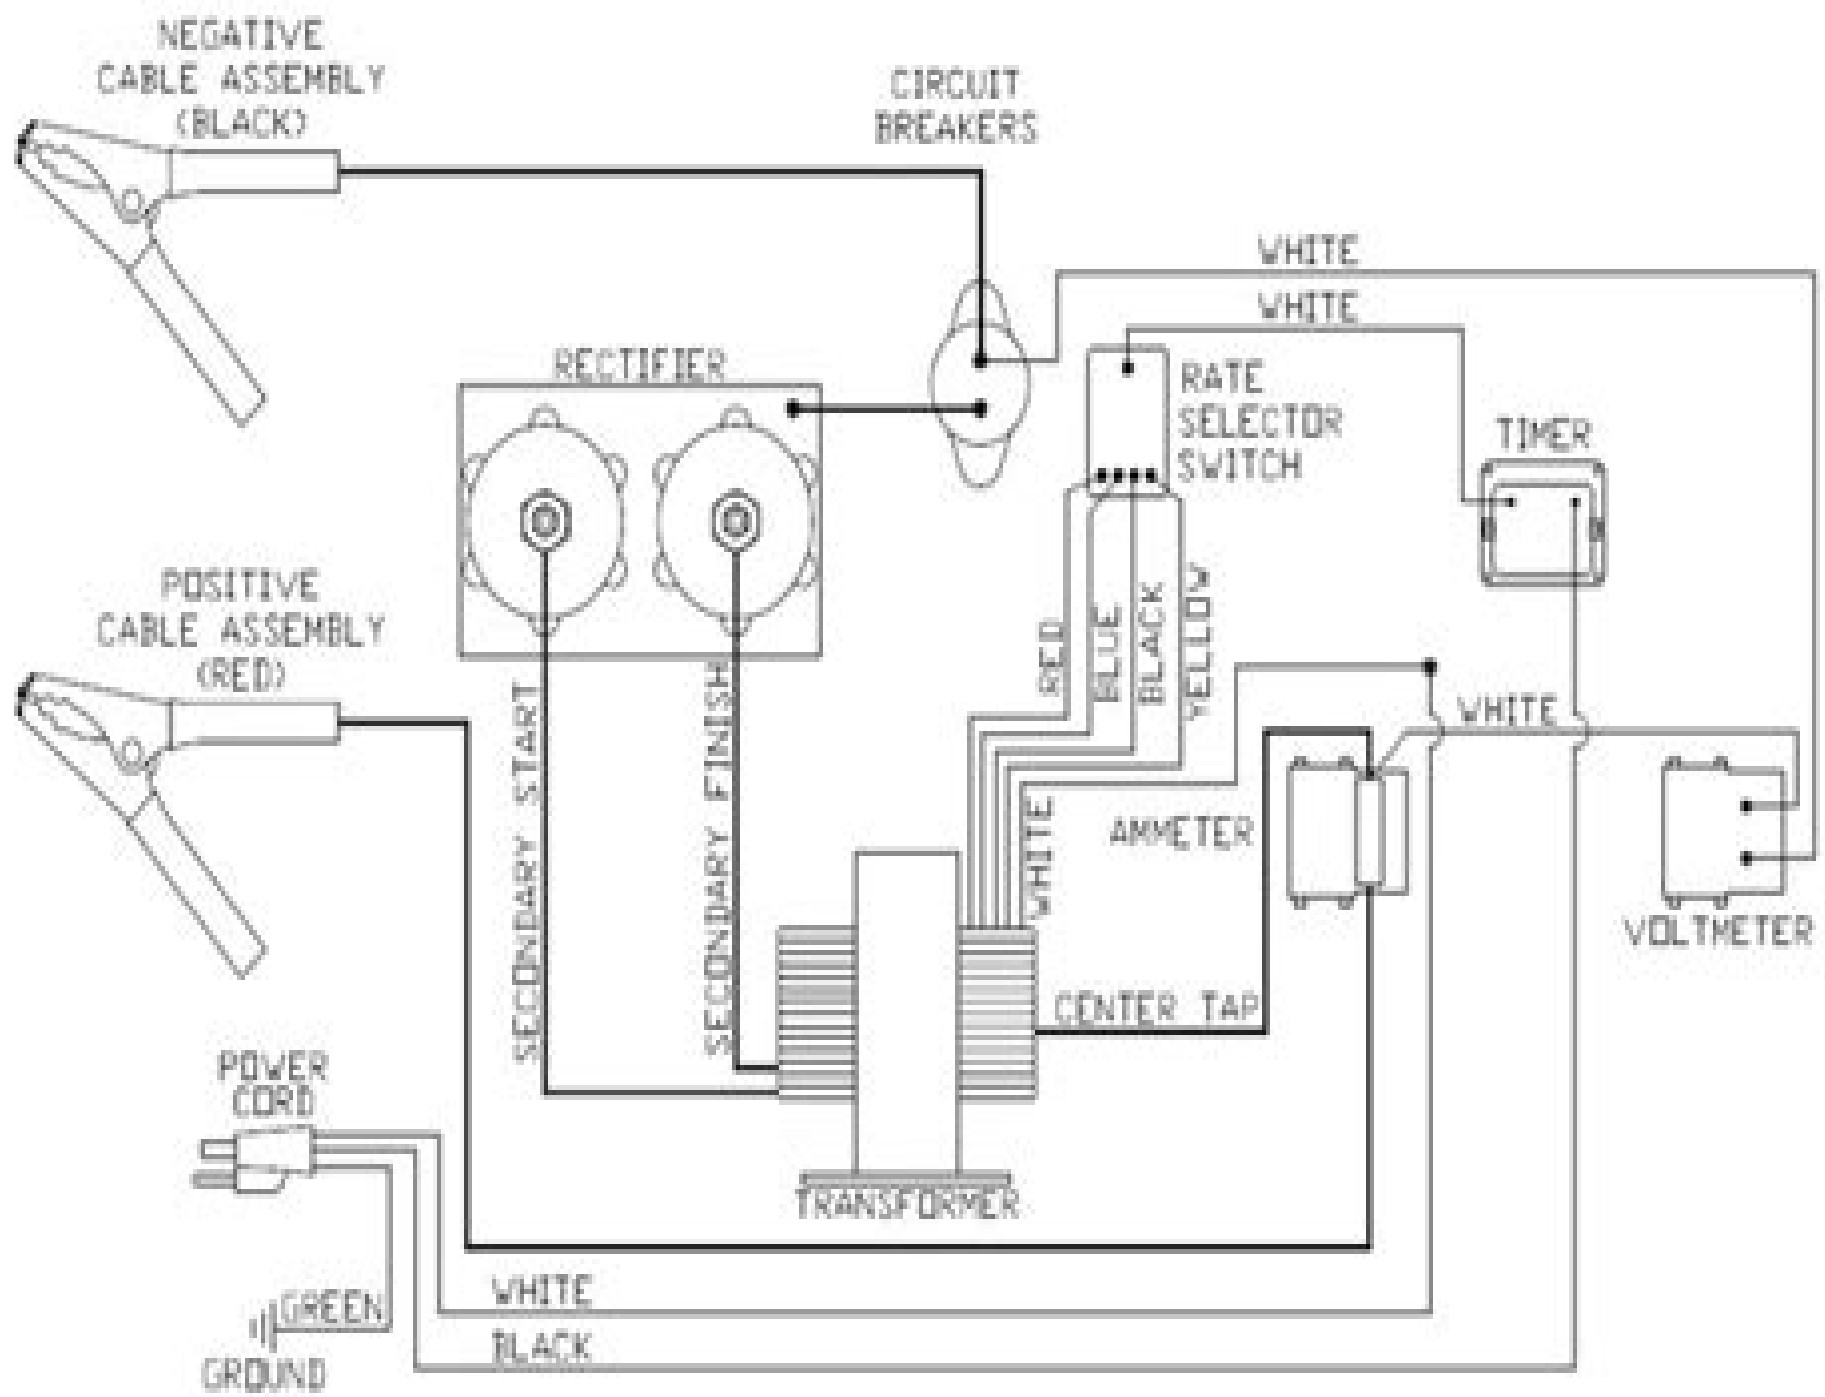 NEGATIVE
CABLE ASSEMBLY
(BLACK)
CIRCUIT
BREAKERS
WHITE
WHITE
RECTIFIER
RATE
SELECTOR
SWITCH
TIMER
POSITIVE
CABLE ASSEMBLY
(RED)
RED
BLUE
BLACK
YELLOW
SECONDARY START
SECONDARY FINISH
WHITE
WHITE
AMMETER
VOLTMETER
CENTER TAP
POWER
CORD
TRANSFORMER
WHITE
GREEN
BLACK
GROUND